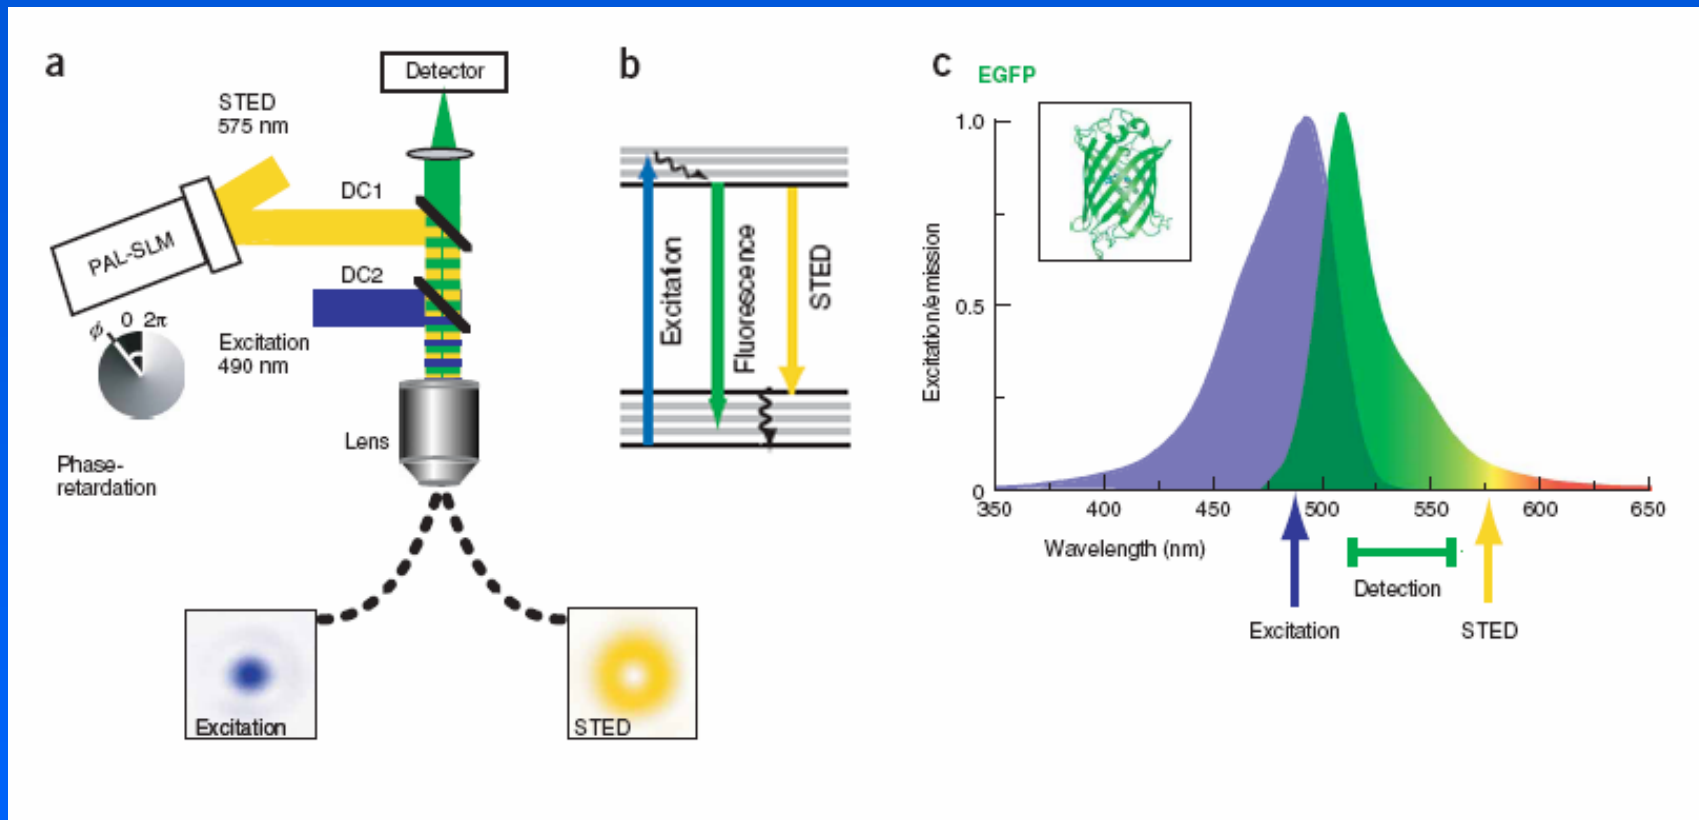 a
Detector
STED
575 nm
DC1
PAL-SLM
DC2
ϕ 0 2π
Excitation
490 nm
Lens
Phase-
retardation
Excitation
STED
b
Excitation
Fluorescence
STED
c
EGFP
Excitation/emission
1.0
0.5
0
350 400 450 500 550 600 650
Wavelength (nm)
Detection
Excitation
STED